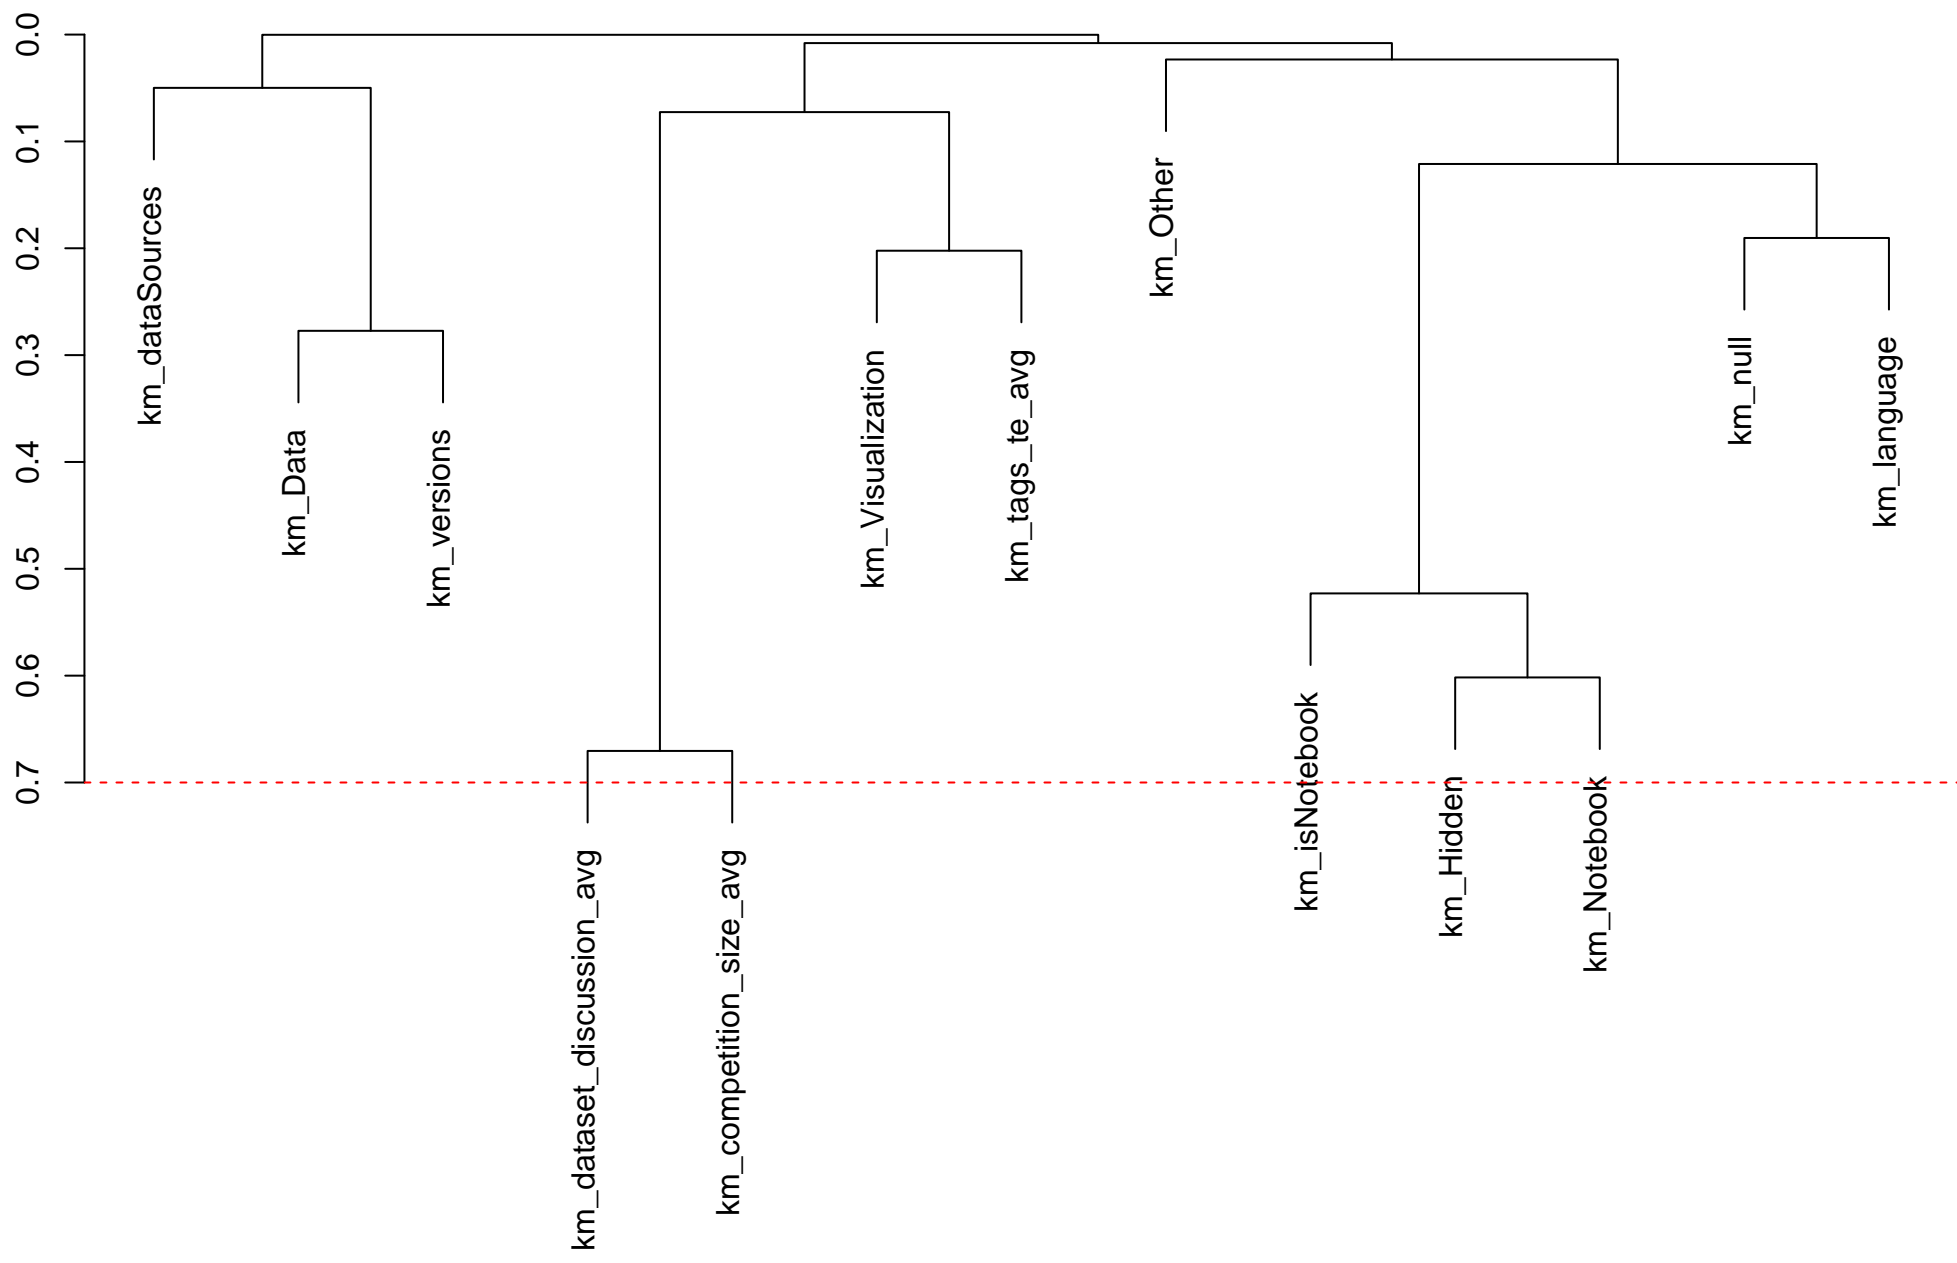 0.0
0.1
0.2
0.3
0.4
0.5
0.6
0.7
km_dataSources
km_Data
km_versions
km_dataset_discussion_avg
km_competition_size_avg
km_Visualization
km_tags_te_avg
km_Other
km_isNotebook
km_Hidden
km_Notebook
km_null
km_language